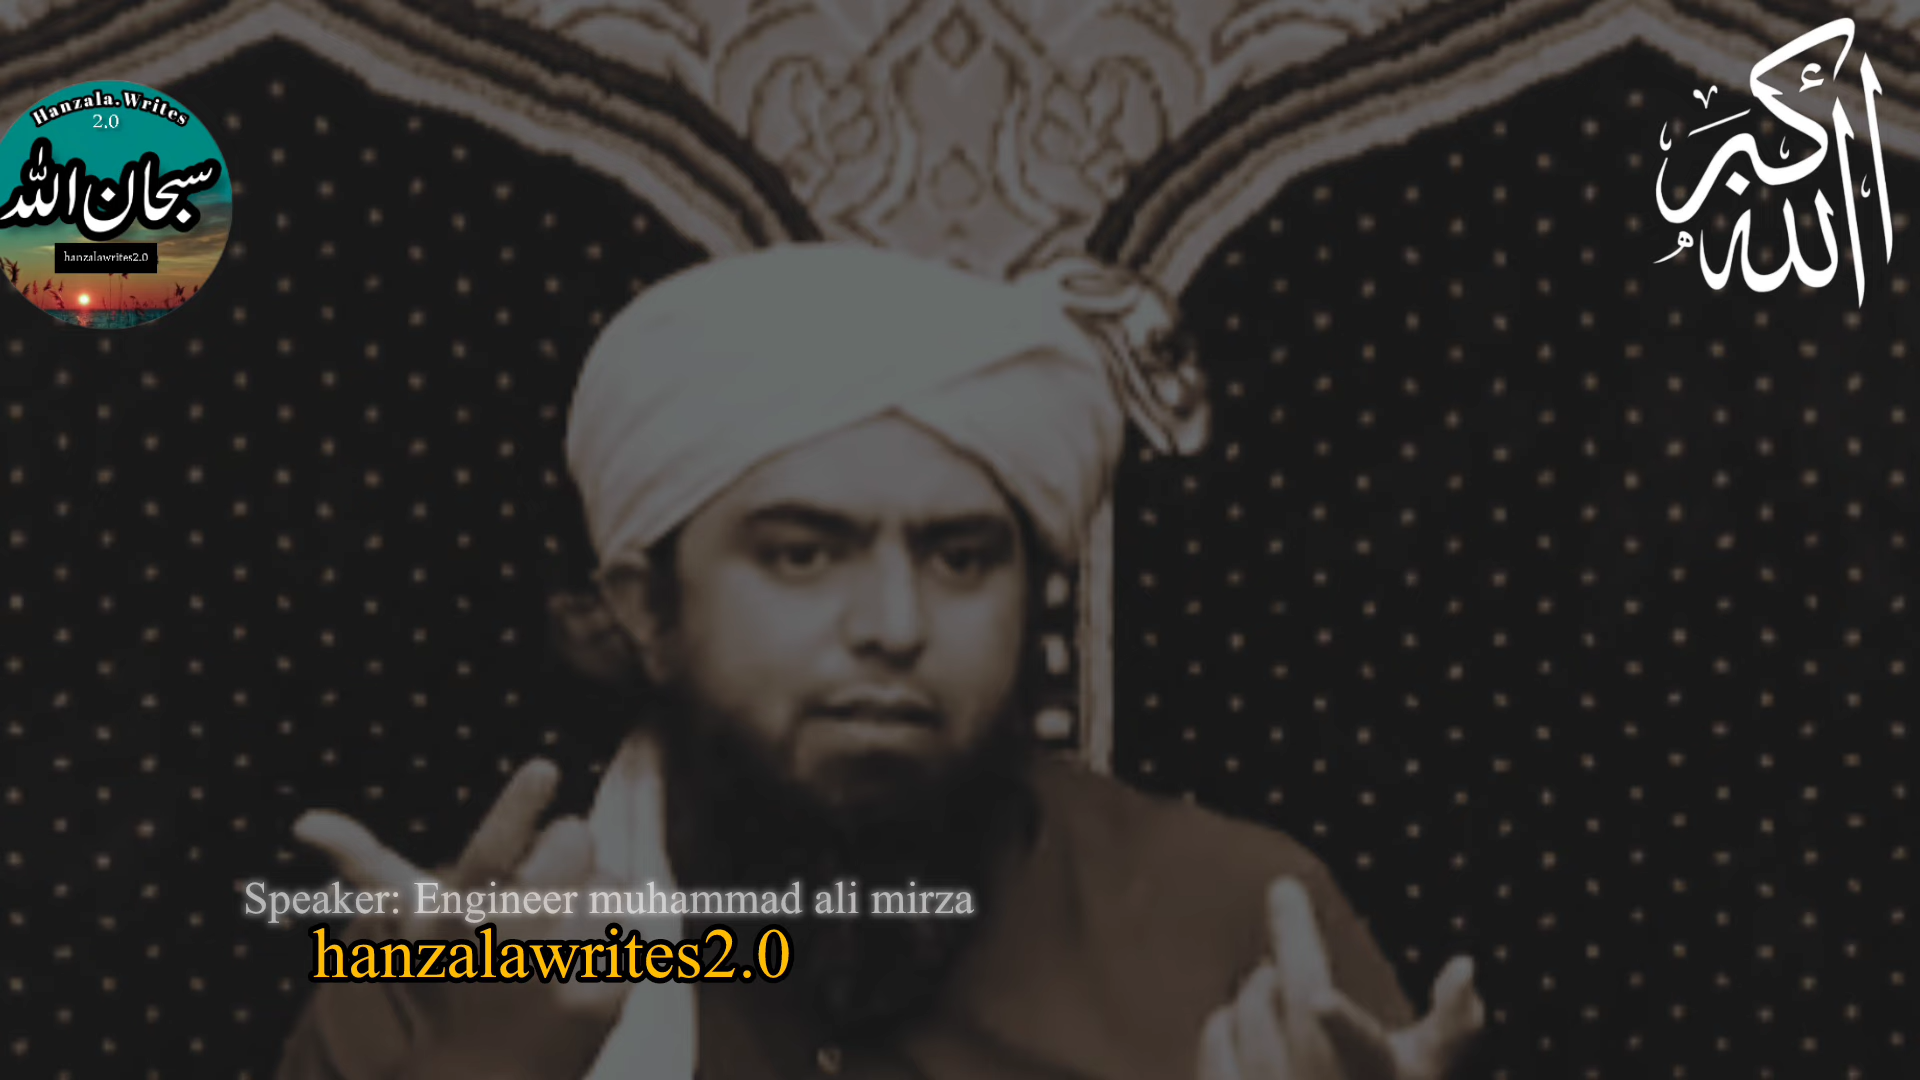 Hanzala.Writes
2.0
سبحان اللہ
hanzalawrites2.0
الله أكبر
Speaker: Engineer muhammad ali mirza
hanzalawrites2.0